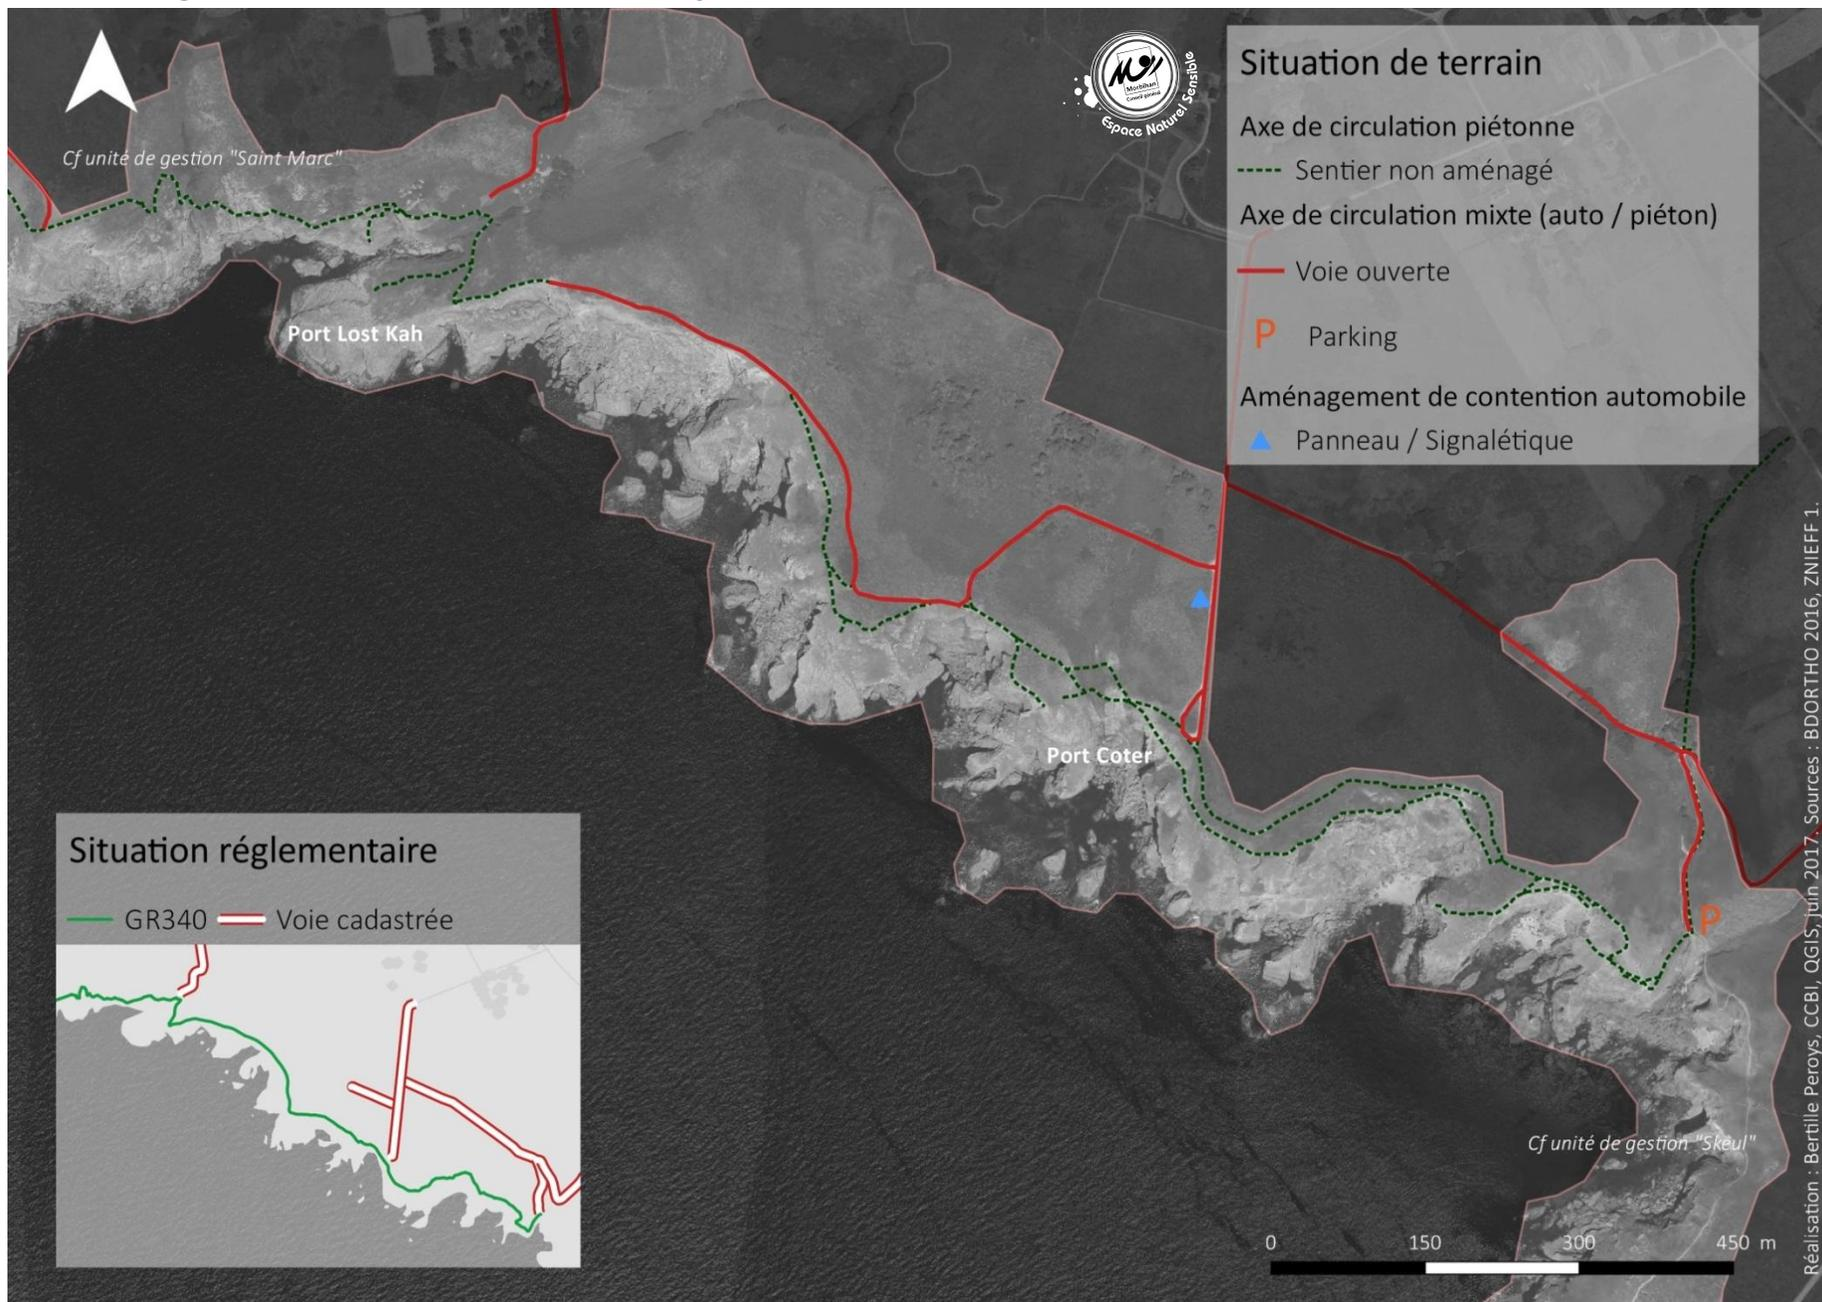 Morbihan
Conseil général
Espace Naturel Sensible
Situation de terrain
Axe de circulation piétonne
Sentier non aménagé
Axe de circulation mixte (auto / piéton)
Voie ouverte
P Parking
Aménagement de contention automobile
Panneau / Signalétique
Cf unité de gestion "Saint Marc"
Port Lost Kah
Port Coter
P
Cf unité de gestion "Skeul"
Situation réglementaire
GR340 Voie cadastrée
0 150 300 450 m
Réalisation : Bertille Peroys, CCBI, QGIS, juin 2017. Sources : BDORTHO 2016, ZNIEFF 1.